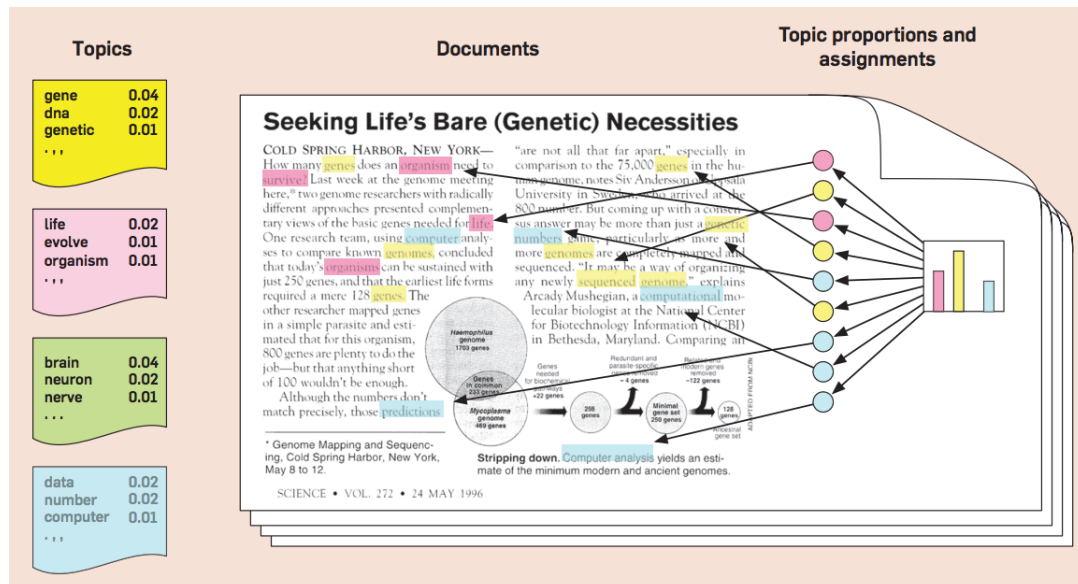 Topics
Documents
Topic proportions and
assignments
gene 0.04
dna 0.02
genetic 0.01
. , ,
life 0.02
evolve 0.01
organism 0.01
. , ,
brain 0.04
neuron 0.02
nerve 0.01
. . .
data 0.02
number 0.02
computer 0.01
. , ,
Seeking Life's Bare (Genetic) Necessities
COLD SPRING HARBOR, NEW YORK—
How many genes does an organism need to
survive? Last week at the genome meeting
here,* two genome researchers with radically
different approaches presented complemen-
tary views of the basic genes needed for life.
One research team, using computer analy-
ses to compare known genomes, concluded
that today's organisms can be sustained with
just 250 genes, and that the earliest life forms
required a mere 128 genes. The
other researcher mapped genes
in a simple parasite and esti-
mated that for this organism,
800 genes are plenty to do the
job—but that anything short
of 100 wouldn't be enough.
Although the numbers don't
match precisely, those predictions
* Genome Mapping and Sequenc-
ing, Cold Spring Harbor, New York,
May 8 to 12.
"are not all that far apart," especially in
comparison to the 75,000 genes in the hu-
man genome, notes Siv Andersson of Uppsala
University in Sweden, who arrived at the
800 number. But coming up with a consen-
sus answer may be more than just a genetic
numbers game, particularly as more and
more genomes are completely mapped and
sequenced. "It may be a way of organizing
any newly sequenced genome," explains
Arcady Mushegian, a computational mo-
lecular biologist at the National Center
for Biotechnology Information (NCBI)
in Bethesda, Maryland. Comparing an
Haemophilus
genome
1703 genes
Genes
in common
233 genes
Mycoplasma
genome
469 genes
Genes
needed
for biochemical
pathways
+22 genes
256
genes
Redundant and
parasite-specific
genes removed
– 4 genes
Minimal
gene set
250 genes
Related and
modern genes
removed
–122 genes
128
genes
Ancestral
gene set
ADAPTED FROM NCBI
Stripping down. Computer analysis yields an esti-
mate of the minimum modern and ancient genomes.
SCIENCE • VOL. 272 • 24 MAY 1996